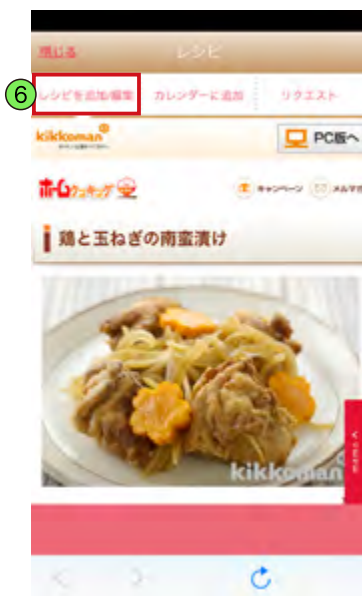 閉じる レシピ
⑥ レシピを追加/編集 カレンダーに追加 リクエスト
kikkoman PC版へ
ホームクッキング キャンペーン メルマガ
鶏と玉ねぎの南蛮漬け
kikkoman